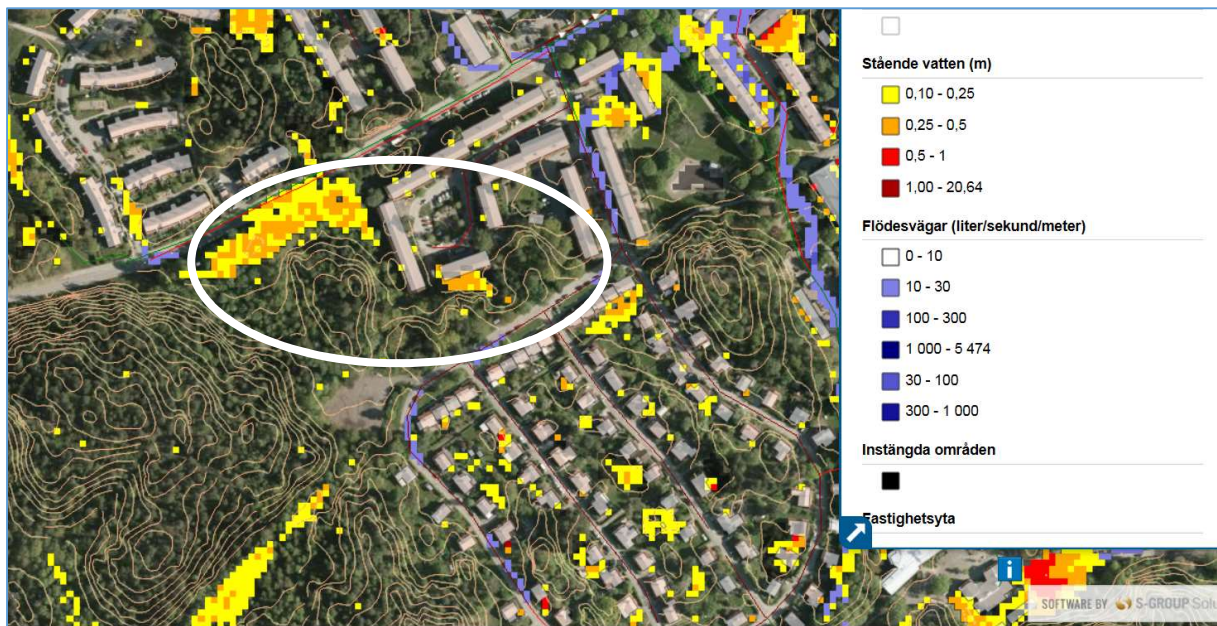 Stående vatten (m)
0,10 - 0,25
0,25 - 0,5
0,5 - 1
1,00 - 20,64
Flödesvägar (liter/sekund/meter)
0 - 10
10 - 30
100 - 300
1 000 - 5 474
30 - 100
300 - 1 000
Instängda områden
Fastighetsyta
i
SOFTWARE BY S-GROUP Solu